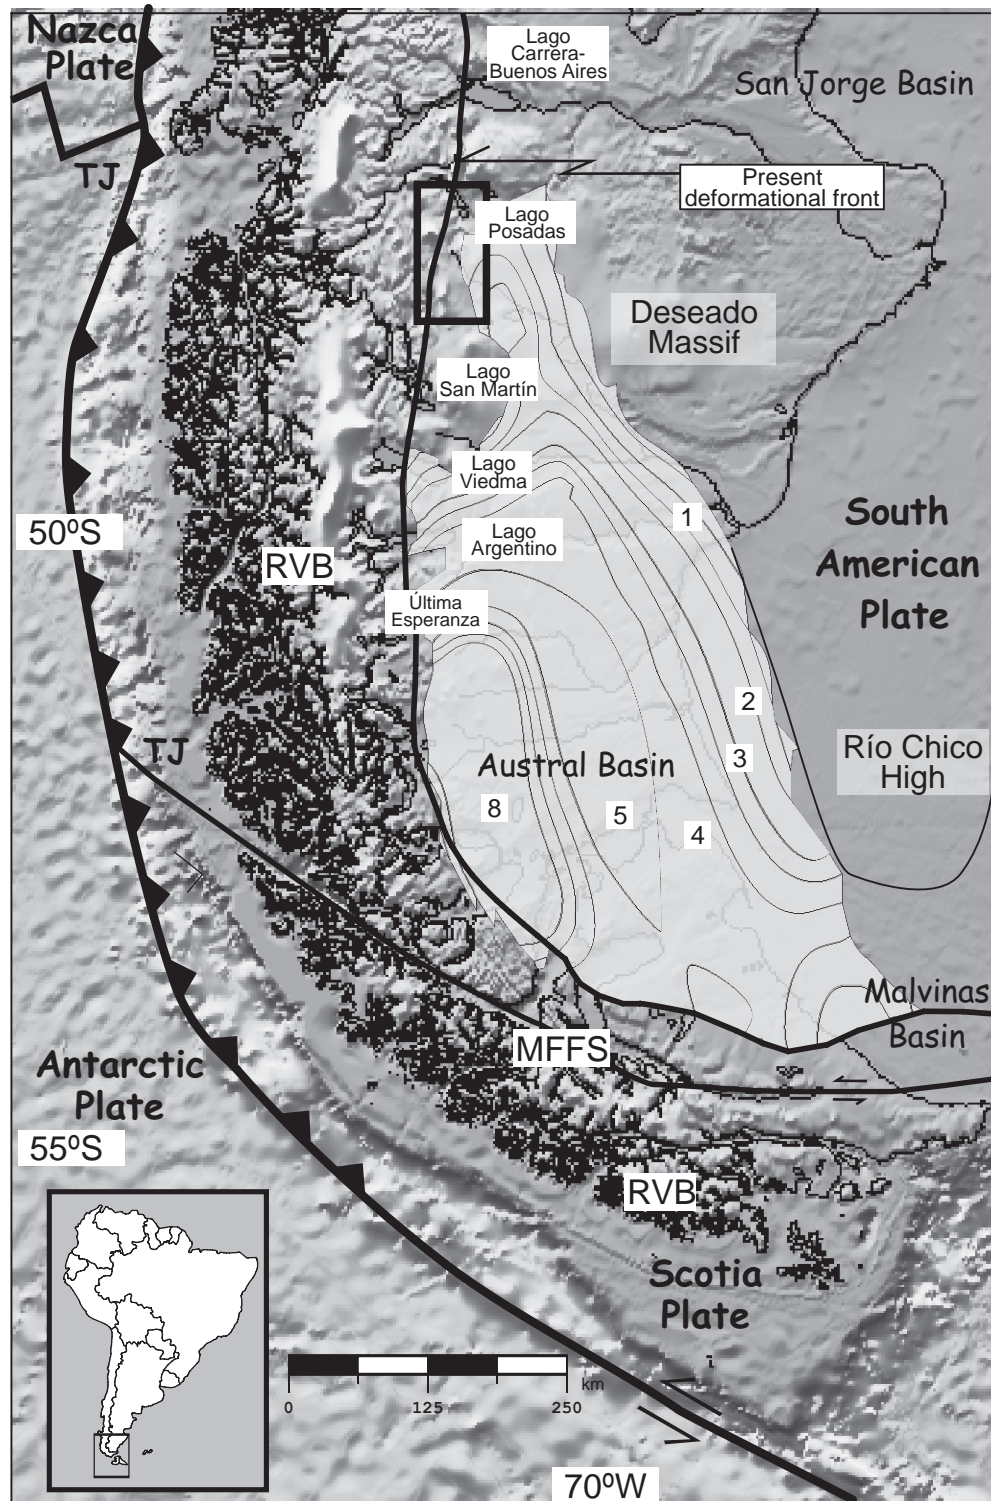 Nazca
Plate
Lago
Carrera-
Buenos Aires
San Jorge Basin
TJ
Present
deformational front
Lago
Posadas
Deseado
Massif
Lago
San Martín
Lago
Viedma
1
South
American
Plate
50ºS
Lago
Argentino
RVB
Última
Esperanza
2
TJ
3
Río Chico
High
Austral Basin
8
5
4
Malvinas
Basin
MFFS
Antarctic
Plate
55ºS
RVB
Scotia
Plate
km
0
125
250
70ºW